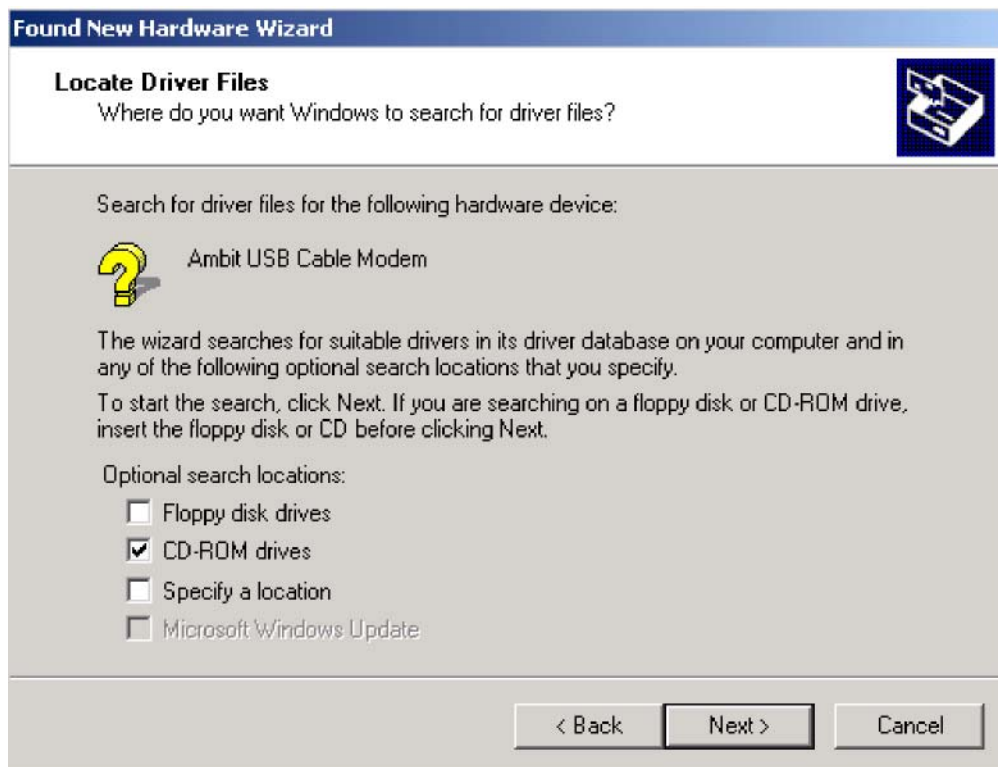 Found New Hardware Wizard
Locate Driver Files
Where do you want Windows to search for driver files?
Search for driver files for the following hardware device:
Ambit USB Cable Modem
The wizard searches for suitable drivers in its driver database on your computer and in
any of the following optional search locations that you specify.
To start the search, click Next. If you are searching on a floppy disk or CD-ROM drive,
insert the floppy disk or CD before clicking Next.
Optional search locations:
Floppy disk drives
CD-ROM drives
Specify a location
Microsoft Windows Update
< Back Next > Cancel